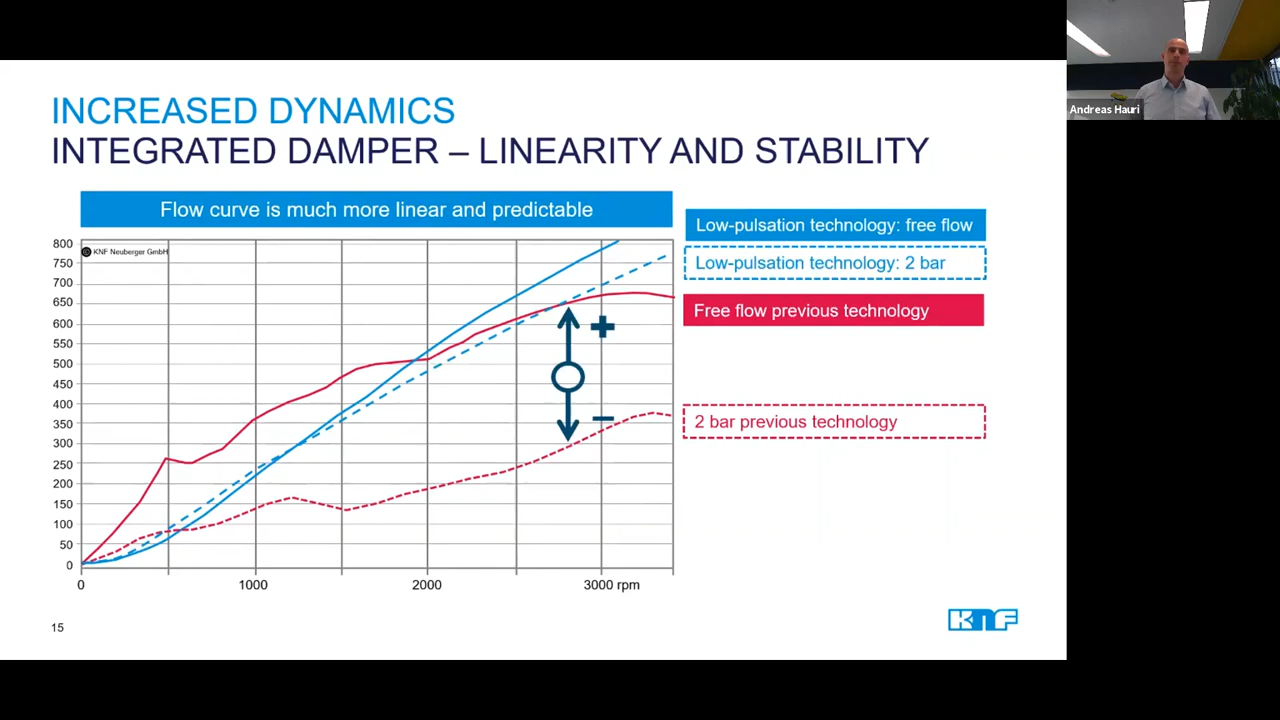 Andreas Hauri
INCREASED DYNAMICS
INTEGRATED DAMPER – LINEARITY AND STABILITY
Flow curve is much more linear and predictable
Low-pulsation technology: free flow
Low-pulsation technology: 2 bar
Free flow previous technology
2 bar previous technology
© KNF Neuberger GmbH
800
750
700
650
600
550
500
450
400
350
300
250
200
150
100
50
0
+
–
0 1000 2000 3000 rpm
15
KNF